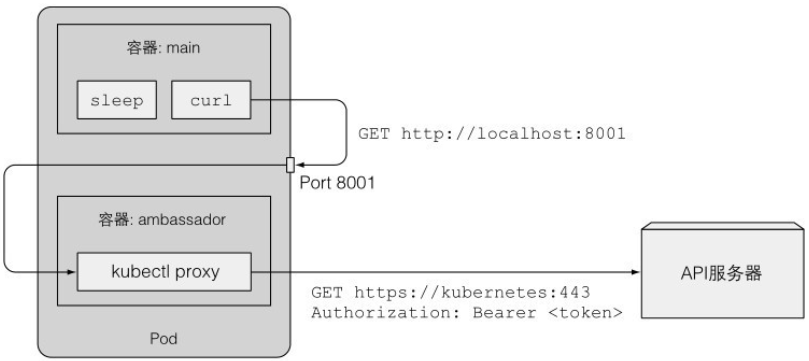 容器: main
sleep
curl
GET http://localhost:8001
Port 8001
容器: ambassador
kubectl proxy
API服务器
GET https://kubernetes:443
Authorization: Bearer <token>
Pod